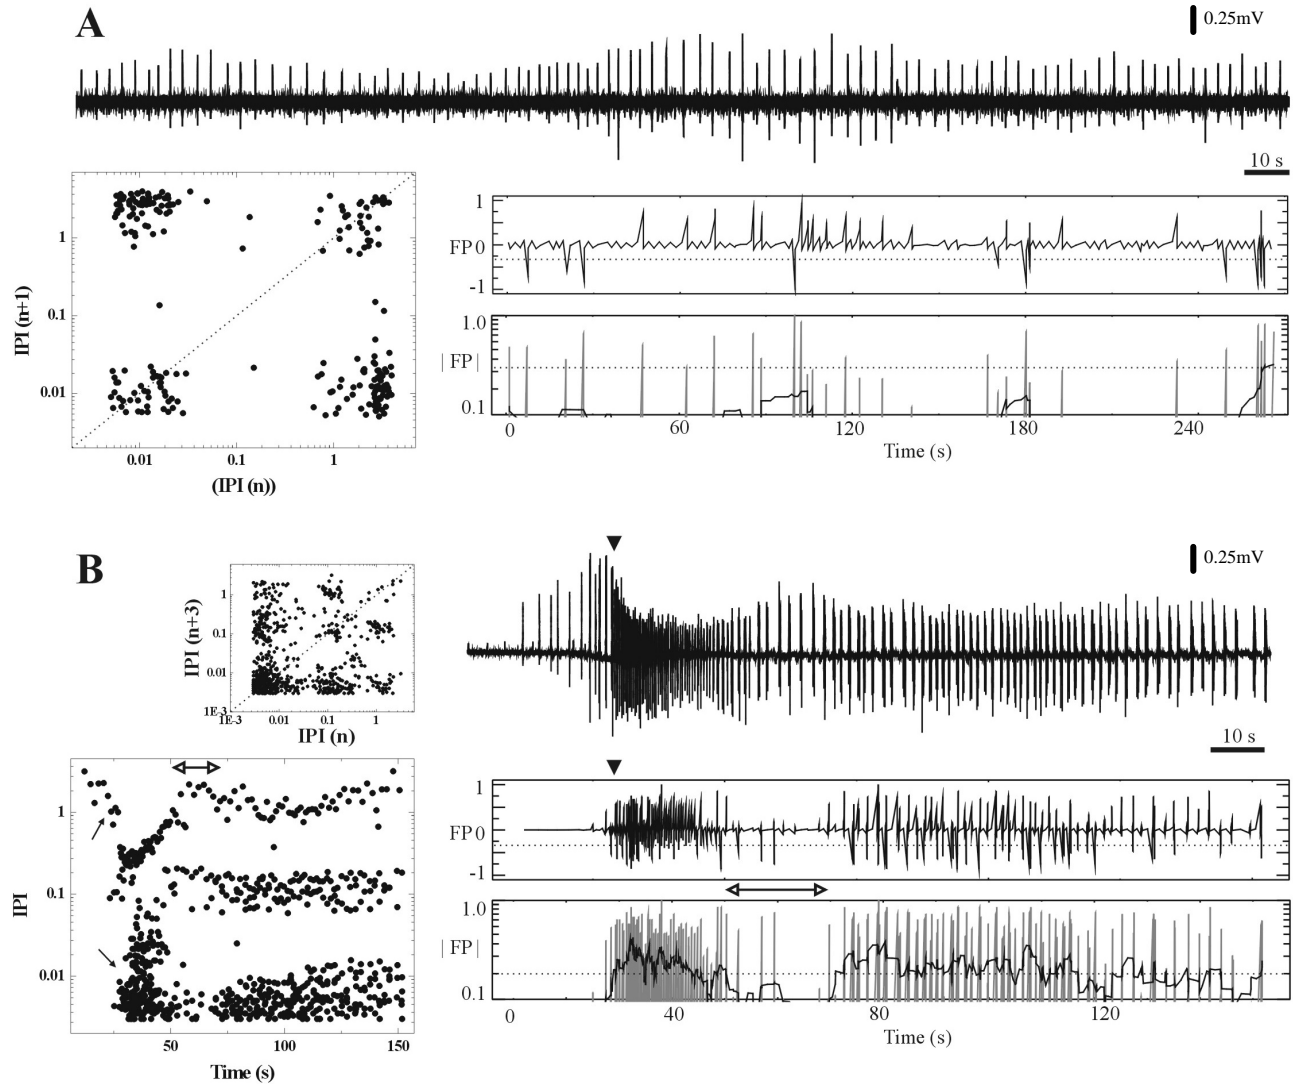 A
0.25mV
10 s
IPI (n+1)
1
0.1
0.01
0.01 0.1 1
(IPI (n))
1
FP 0
-1
1.0
| FP |
0.1
0 60 120 180 240
Time (s)
B
0.25mV
10 s
IPI (n+3)
1
0.1
0.01
1E-3
1E-3 0.01 0.1 1
IPI (n)
IPI
1
0.1
0.01
50 100 150
Time (s)
1
FP 0
-1
1.0
| FP |
0.1
0 40 80 120
Time (s)